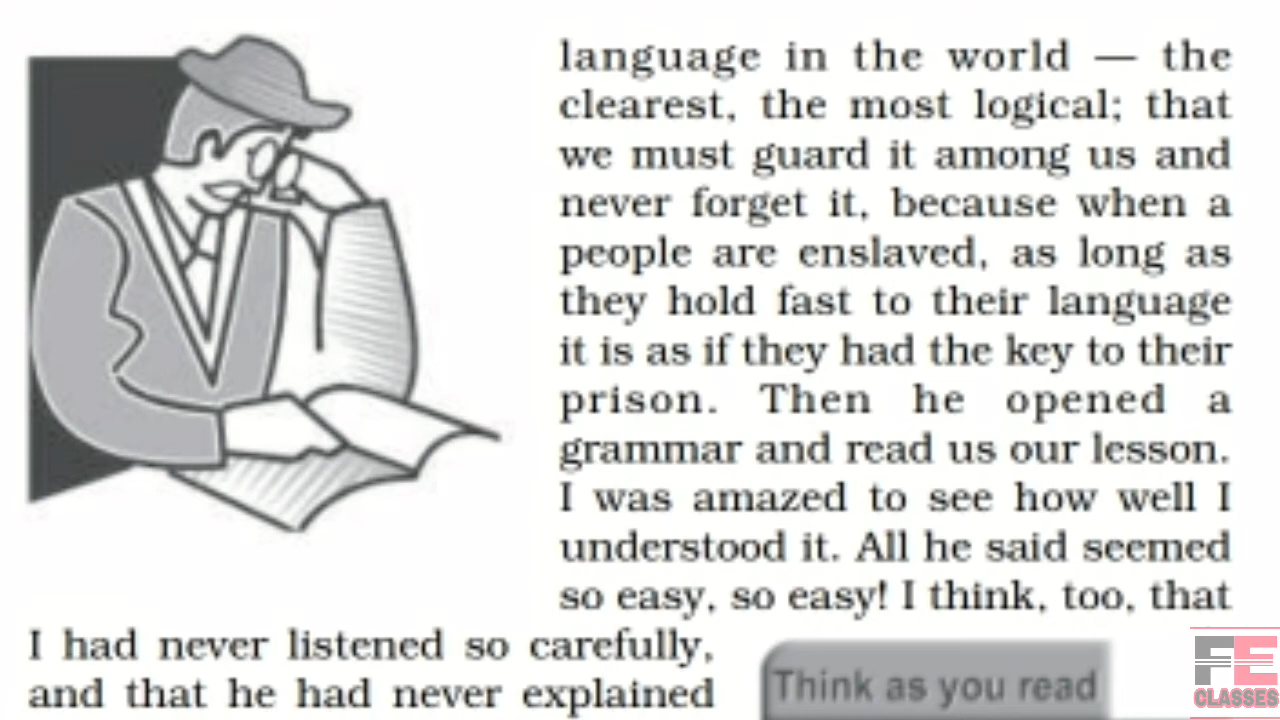 language in the world — the
clearest, the most logical; that
we must guard it among us and
never forget it, because when a
people are enslaved, as long as
they hold fast to their language
it is as if they had the key to their
prison. Then he opened a
grammar and read us our lesson.
I was amazed to see how well I
understood it. All he said seemed
so easy, so easy! I think, too, that
I had never listened so carefully,
and that he had never explained
Think as you read
FE
CLASSES